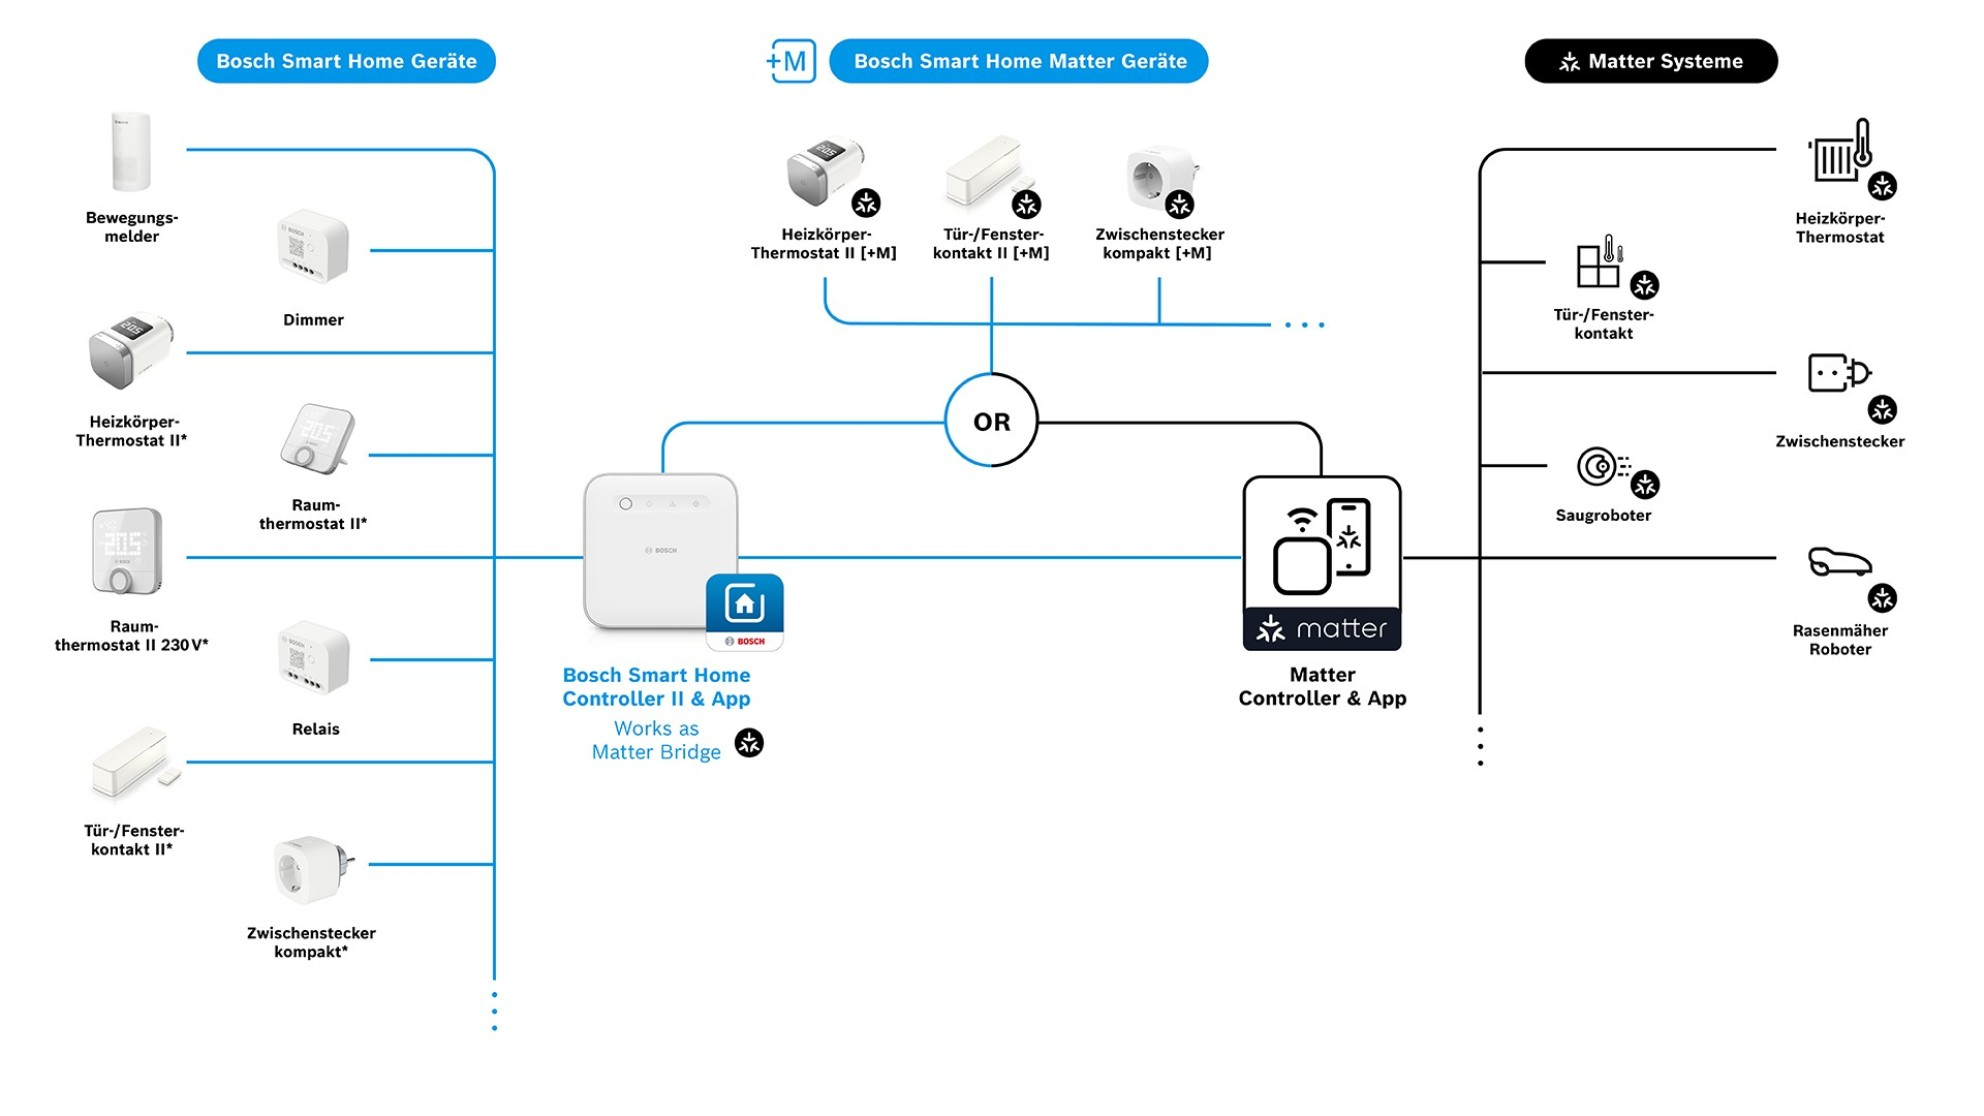 Bosch Smart Home Geräte
Bewegungs-
melder
Dimmer
Heizkörper-
Thermostat II*
Raum-
thermostat II*
Raum-
thermostat II 230 V*
Relais
Tür-/Fenster-
kontakt II*
Zwischenstecker
kompakt*
+M
Bosch Smart Home Matter Geräte
Heizkörper-
Thermostat II [+M]
Tür-/Fenster-
kontakt II [+M]
Zwischenstecker
kompakt [+M]
OR
BOSCH
BOSCH
Bosch Smart Home
Controller II & App
Works as
Matter Bridge
matter
Matter
Controller & App
Matter Systeme
Heizkörper-
Thermostat
Tür-/Fenster-
kontakt
Zwischenstecker
Saugroboter
Rasenmäher
Roboter